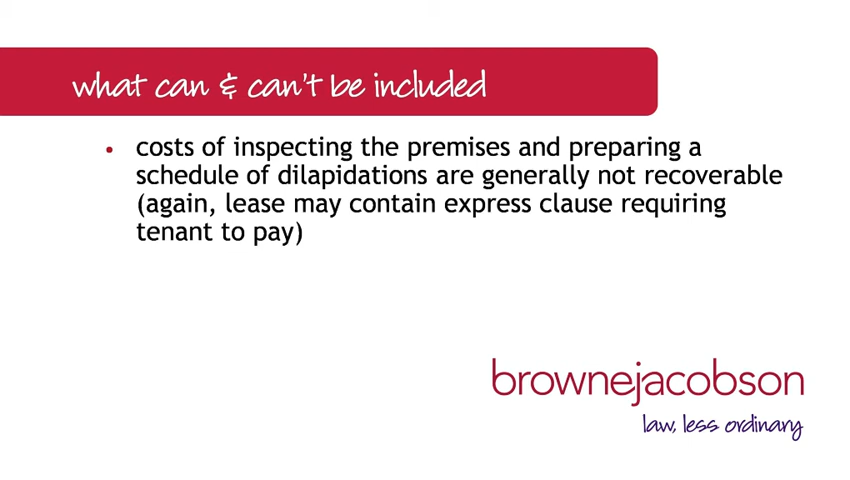 what can & can't be included
• costs of inspecting the premises and preparing a
schedule of dilapidations are generally not recoverable
(again, lease may contain express clause requiring
tenant to pay)
brownejacobson
law, less ordinary